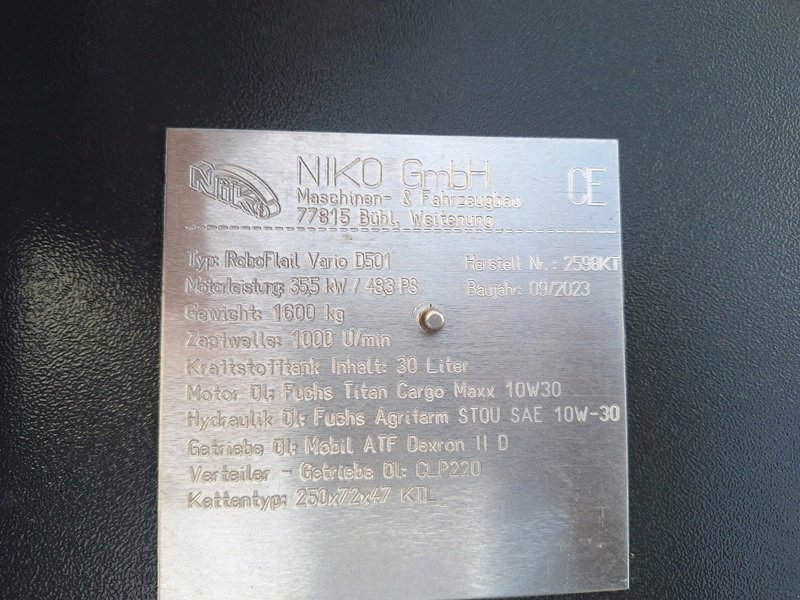 NIKO
NIKO GmbH
CE
Maschinen- & Fahrzeugbau
77815 Bühl, Weitenung
Typ: RoboFlail Vario D501
Herstell Nr.: 2598KT
Motorleistung: 35,5 kW / 48,3 PS
Baujahr: 09/2023
Gewicht: 1600 kg
Zapfwelle: 1000 U/min
Kraftstofftank Inhalt: 30 Liter
Motor Öl: Fuchs Titan Cargo Maxx 10W30
Hydraulik Öl: Fuchs Agrifarm STOU SAE 10W-30
Getriebe Öl: Mobil ATF Dexron II D
Verteiler - Getriebe Öl: CLP220
Kettentyp: 250x72x47 KTL